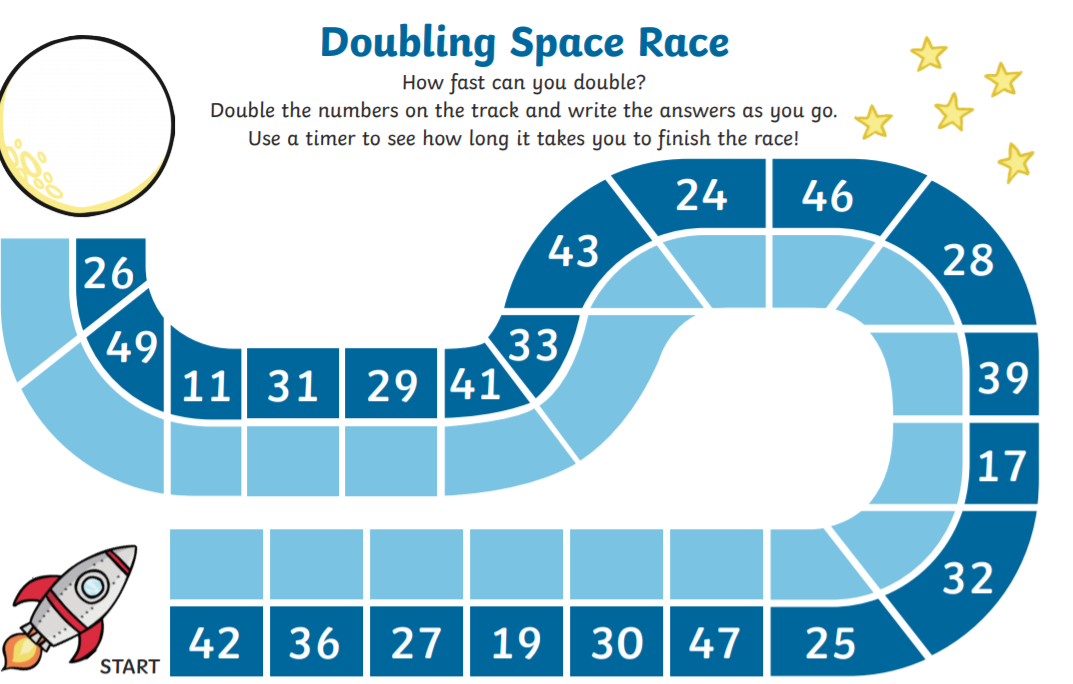 Doubling Space Race
How fast can you double?
Double the numbers on the track and write the answers as you go.
Use a timer to see how long it takes you to finish the race!
24 46
43
28
26
33
49
11 31 29 41
39
17
32
START
42 36 27 19 30 47 25